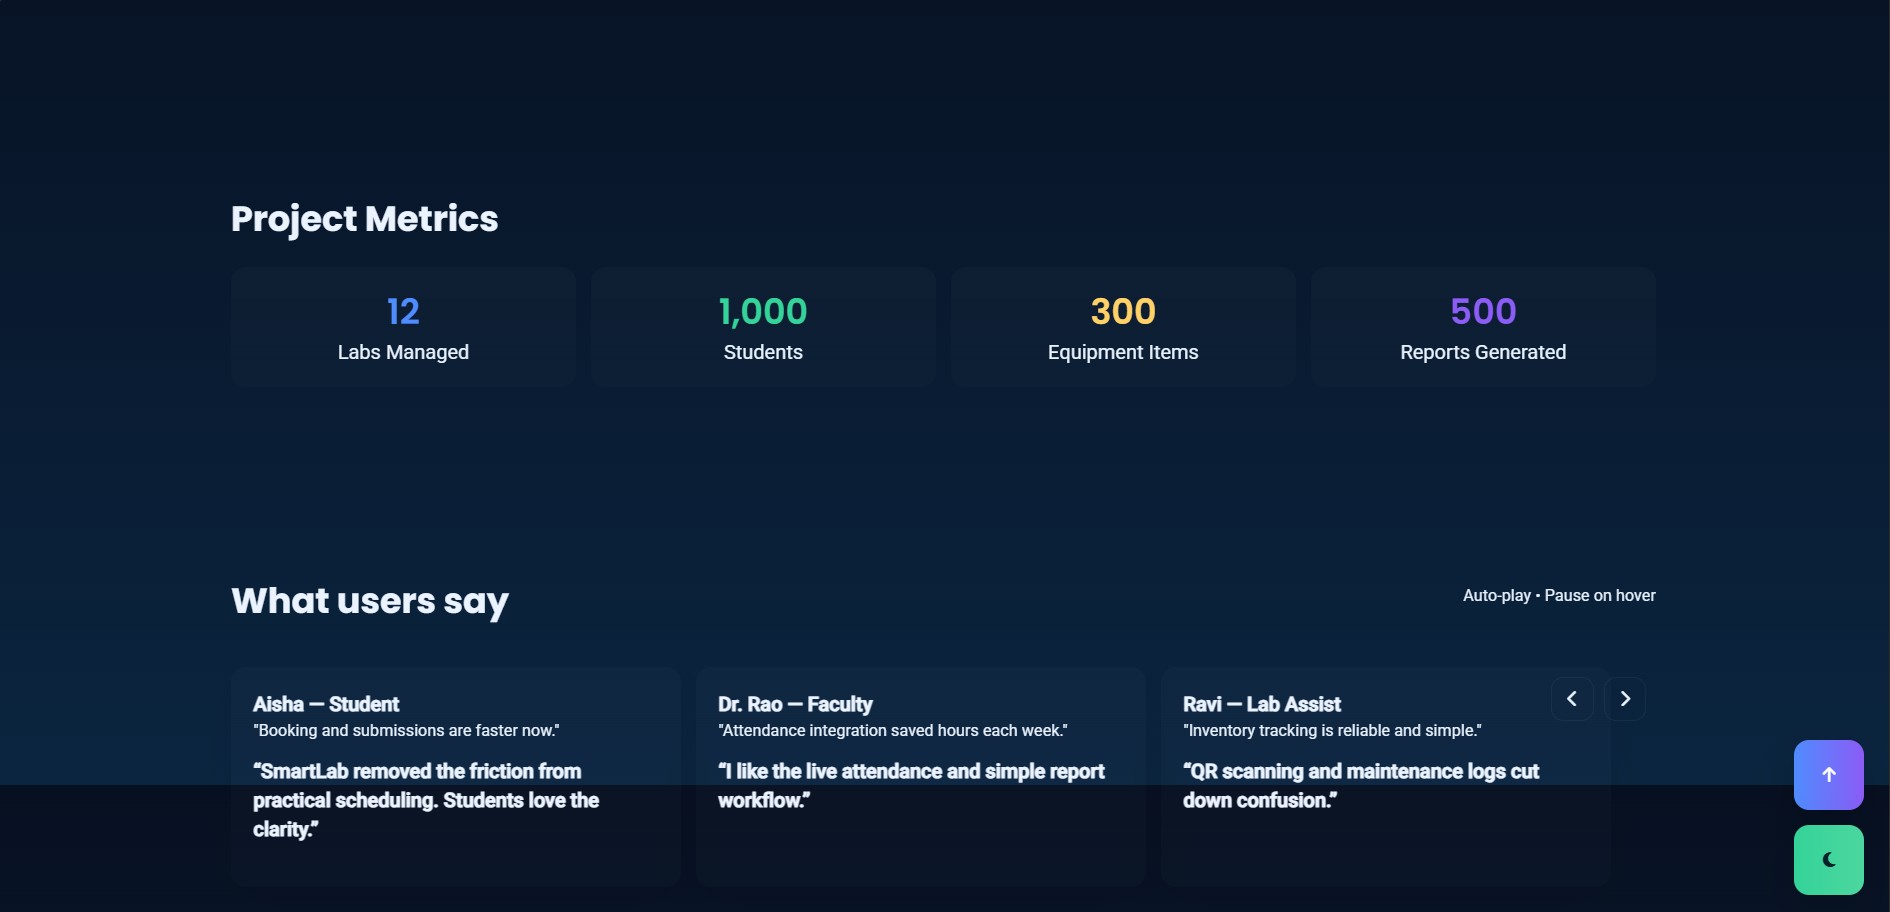 Project Metrics
12
Labs Managed
1,000
Students
300
Equipment Items
500
Reports Generated
What users say
Auto-play • Pause on hover
Aisha — Student
"Booking and submissions are faster now."
“SmartLab removed the friction from
practical scheduling. Students love the
clarity.”
Dr. Rao — Faculty
"Attendance integration saved hours each week."
“I like the live attendance and simple report
workflow.”
Ravi — Lab Assist
"Inventory tracking is reliable and simple."
“QR scanning and maintenance logs cut
down confusion.”